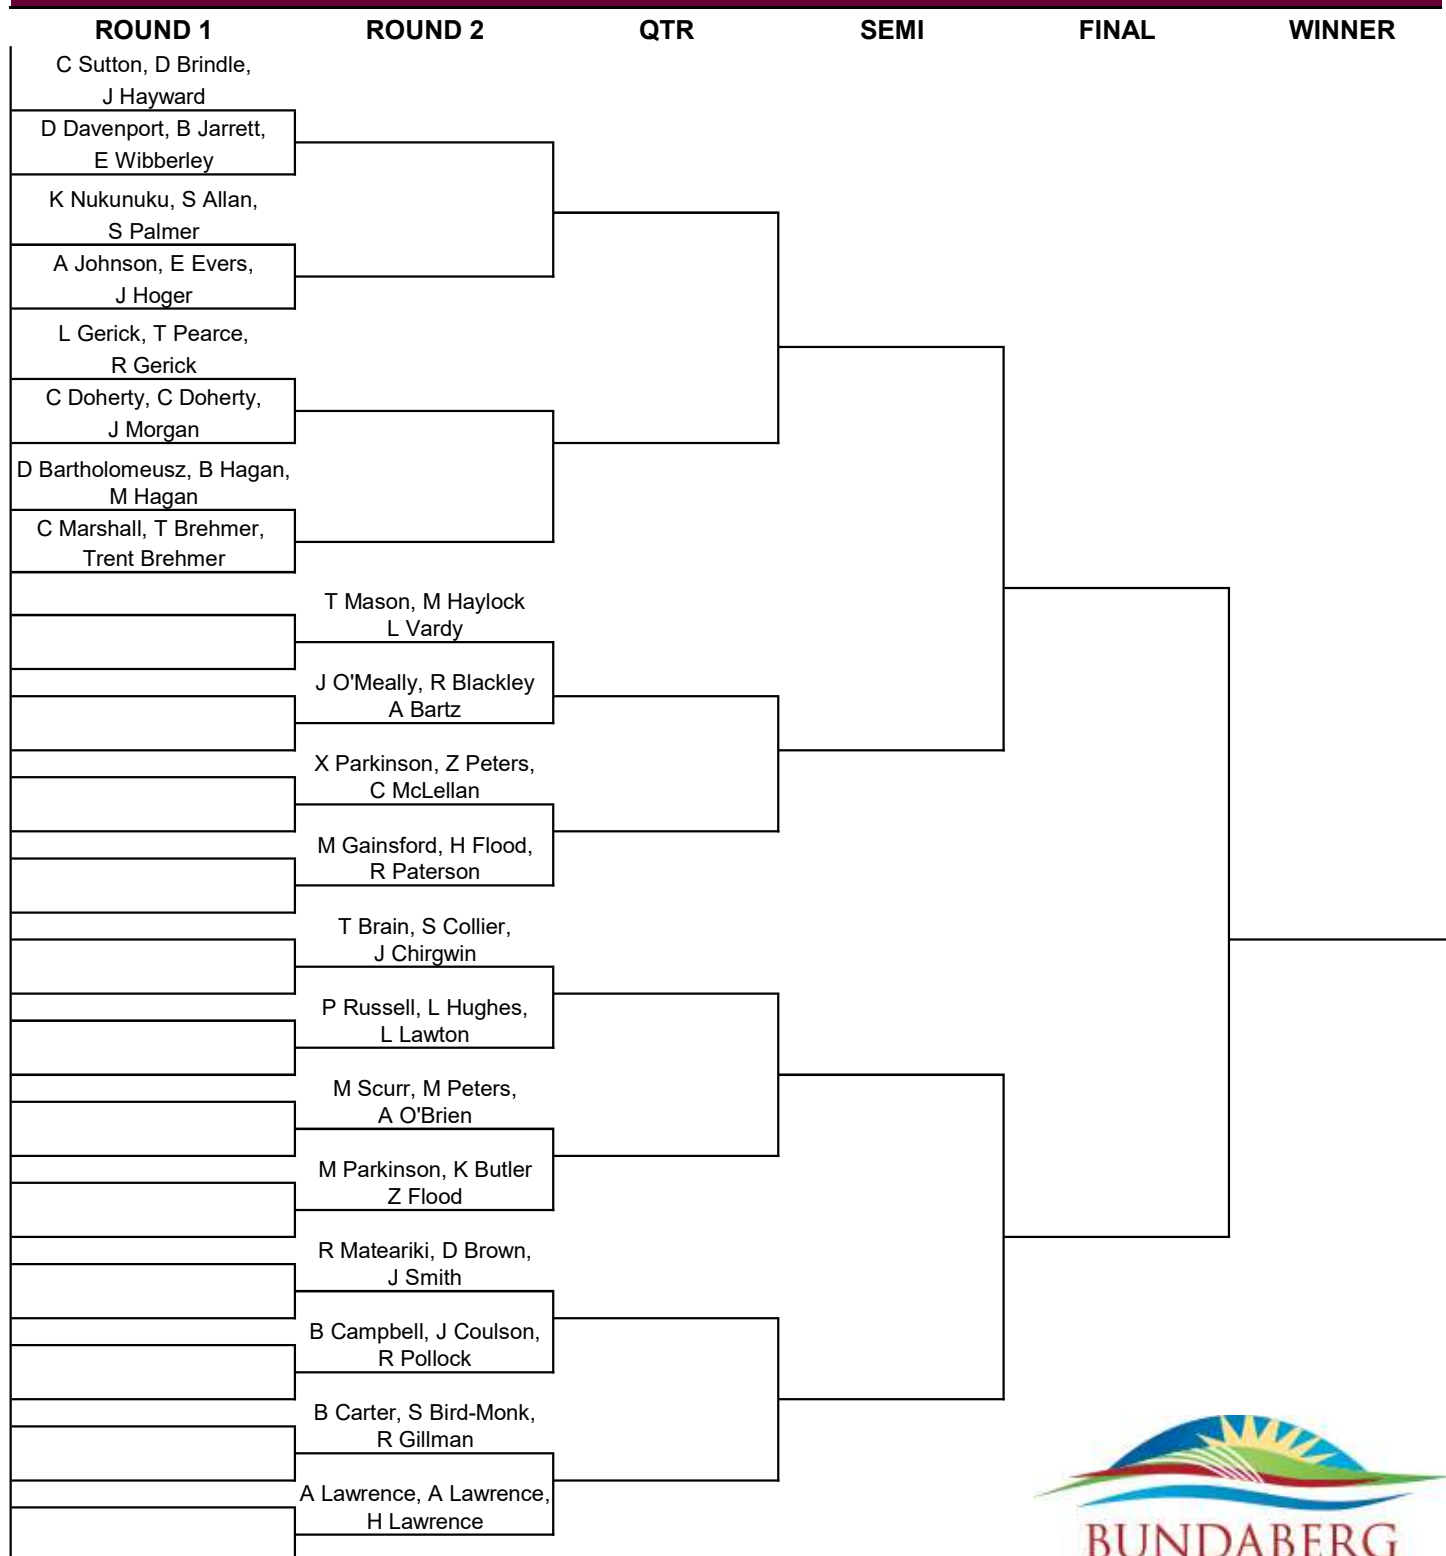 ROUND 1 ROUND 2 QTR SEMI FINAL WINNER
C Sutton, D Brindle,
J Hayward
D Davenport, B Jarrett,
E Wibberley
K Nukunuku, S Allan,
S Palmer
A Johnson, E Evers,
J Hoger
L Gerick, T Pearce,
R Gerick
C Doherty, C Doherty,
J Morgan
D Bartholomeusz, B Hagan,
M Hagan
C Marshall, T Brehmer,
Trent Brehmer
T Mason, M Haylock
L Vardy
J O'Meally, R Blackley
A Bartz
X Parkinson, Z Peters,
C McLellan
M Gainsford, H Flood,
R Paterson
T Brain, S Collier,
J Chirgwin
P Russell, L Hughes,
L Lawton
M Scurr, M Peters,
A O'Brien
M Parkinson, K Butler
Z Flood
R Mateariki, D Brown,
J Smith
B Campbell, J Coulson,
R Pollock
B Carter, S Bird-Monk,
R Gillman
A Lawrence, A Lawrence,
H Lawrence
BUNDABERG